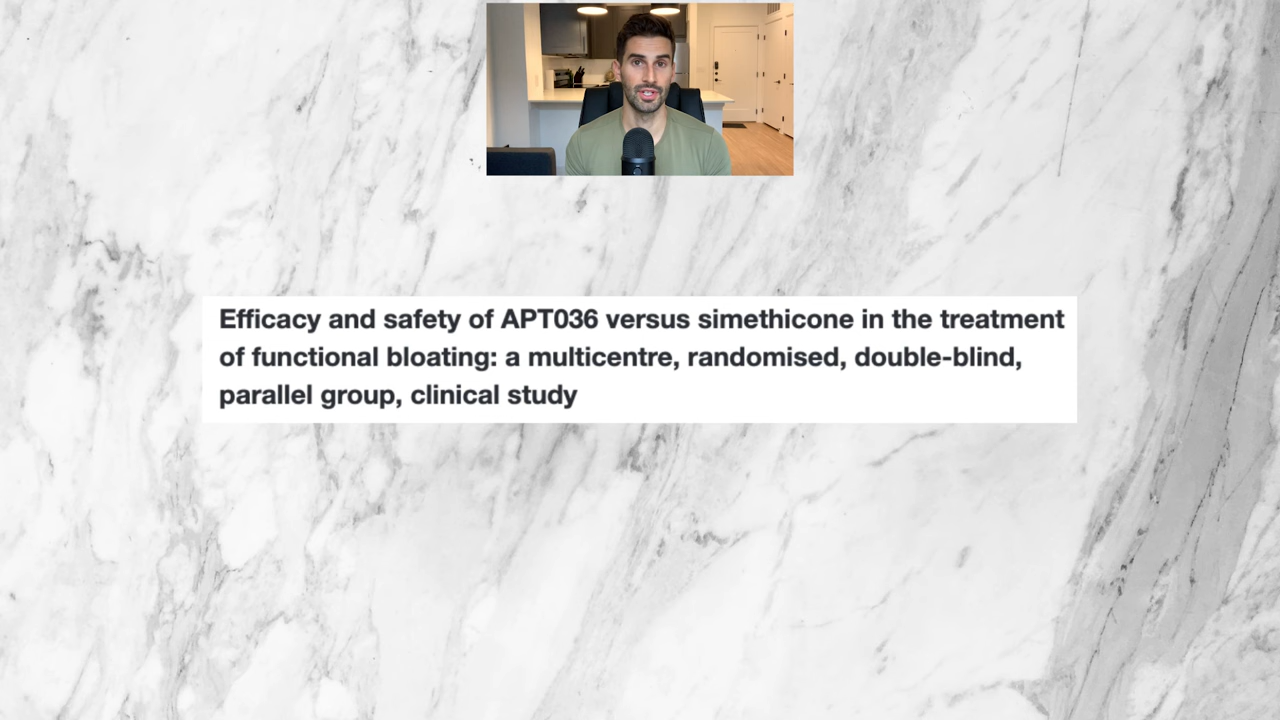 Efficacy and safety of APT036 versus simethicone in the treatment
of functional bloating: a multicentre, randomised, double-blind,
parallel group, clinical study